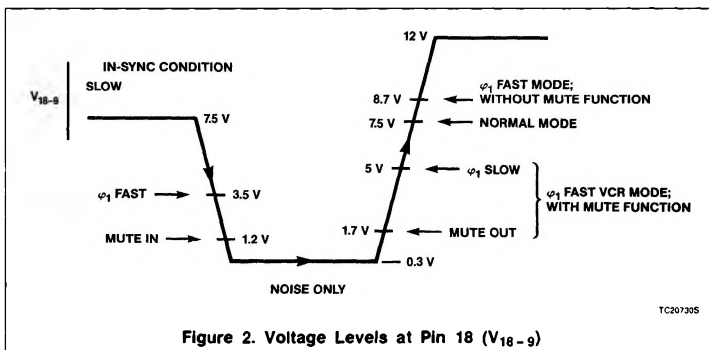 12 V
IN-SYNC CONDITION
SLOW
V18–9
7.5 V
φ1 FAST
3.5 V
MUTE IN
1.2 V
NOISE ONLY
φ1 FAST MODE;
WITHOUT MUTE FUNCTION
8.7 V
7.5 V
NORMAL MODE
5 V
φ1 SLOW
φ1 FAST VCR MODE;
WITH MUTE FUNCTION
1.7 V
MUTE OUT
0.3 V
TC20730S
Figure 2. Voltage Levels at Pin 18 (V18–9)